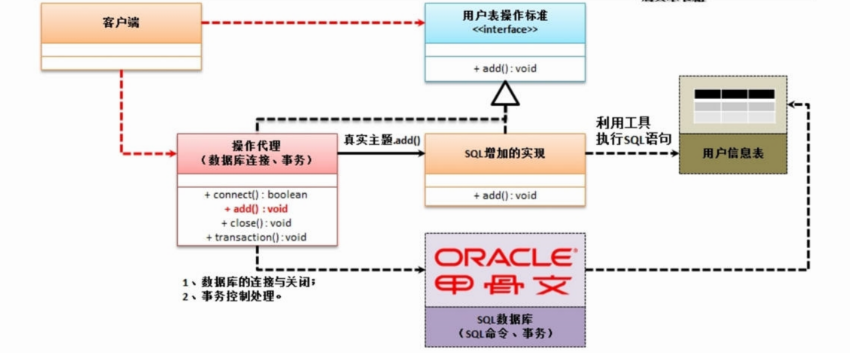 客户端
用户表操作标准
<<interface>>
+ add() : void
操作代理
(数据库连接、事务)
+ connect() : boolean
+ add() : void
+ close() : void
+ transaction() : void
真实主题.add()
SQL增加的实现
+ add() : void
利用工具
执行SQL语句
用户信息表
1、数据库的连接与关闭;
2、事务控制处理。
ORACLE
甲骨文
SQL数据库
(SQL命令、事务)